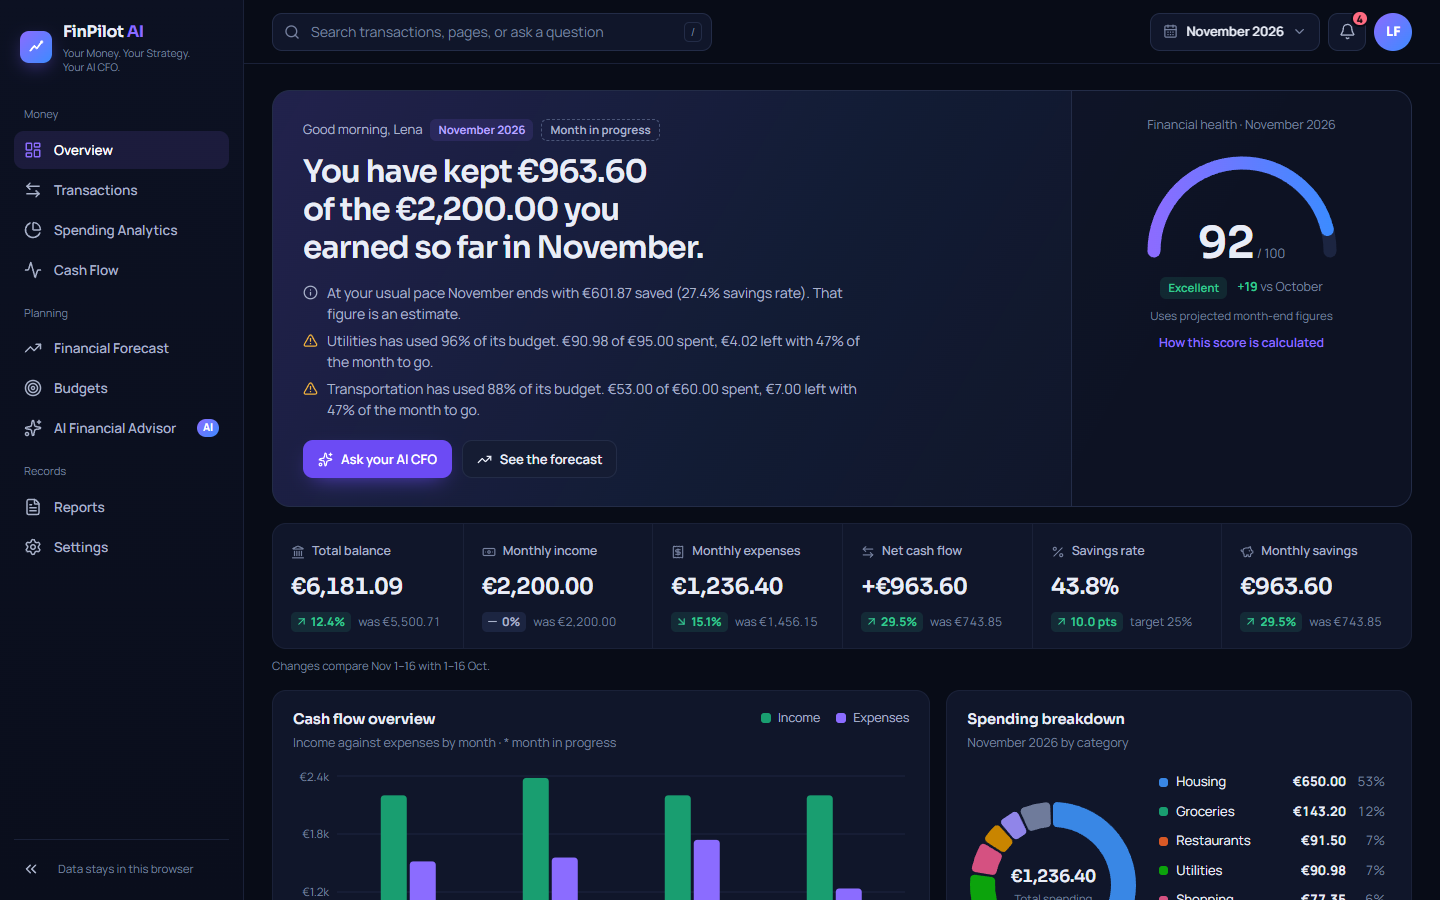 FinPilot AI
Your Money. Your Strategy.
Your AI CFO.
Money
Overview
Transactions
Spending Analytics
Cash Flow
Planning
Financial Forecast
Budgets
AI Financial Advisor AI
Records
Reports
Settings
Data stays in this browser
Search transactions, pages, or ask a question /
November 2026
4
LF
Good morning, Lena November 2026 Month in progress
You have kept €963.60
of the €2,200.00 you
earned so far in November.
At your usual pace November ends with €601.87 saved (27.4% savings rate). That
figure is an estimate.
Utilities has used 96% of its budget. €90.98 of €95.00 spent, €4.02 left with 47% of
the month to go.
Transportation has used 88% of its budget. €53.00 of €60.00 spent, €7.00 left with
47% of the month to go.
Ask your AI CFO
See the forecast
Financial health · November 2026
92 / 100
Excellent +19 vs October
Uses projected month-end figures
How this score is calculated
Total balance
€6,181.09
12.4% was €5,500.71
Monthly income
€2,200.00
0% was €2,200.00
Monthly expenses
€1,236.40
15.1% was €1,456.15
Net cash flow
+€963.60
29.5% was €743.85
Savings rate
43.8%
10.0 pts target 25%
Monthly savings
€963.60
29.5% was €743.85
Changes compare Nov 1–16 with 1–16 Oct.
Cash flow overview
Income Expenses
Income against expenses by month · * month in progress
€2.4k
€1.8k
€1.2k
Spending breakdown
November 2026 by category
€1,236.40
Total spending
Housing €650.00 53%
Groceries €143.20 12%
Restaurants €91.50 7%
Utilities €90.98 7%
Shopping €77.35 6%